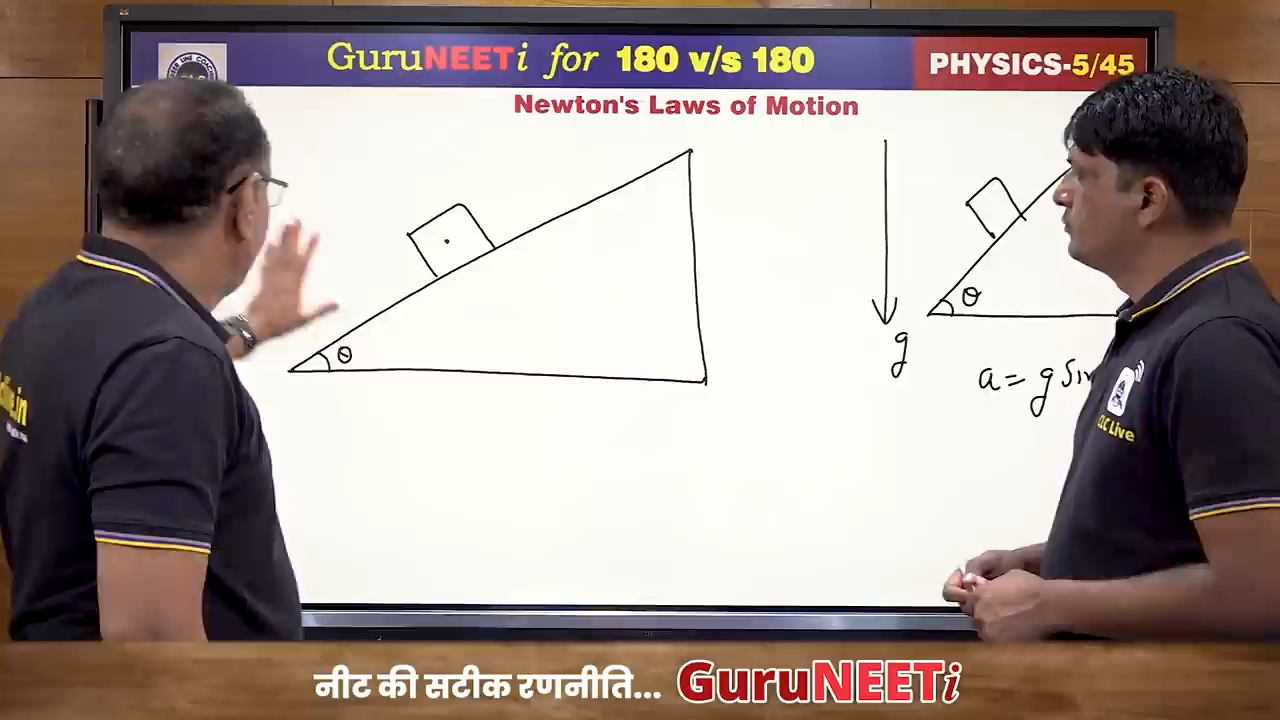 GuruNEETi for 180 v/s 180
PHYSICS-5/45
Newton's Laws of Motion
θ
g
θ
a = g Sin
CLC Live
नीट की सटीक रणनीति... GuruNEETi